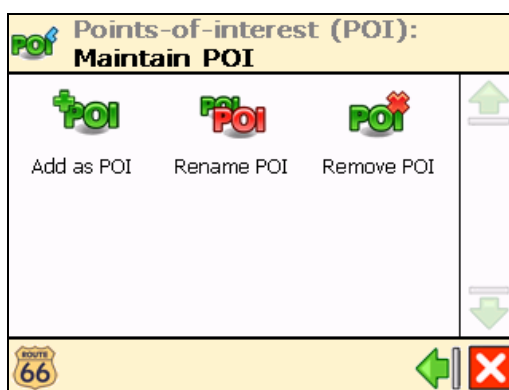 POI Points-of-interest (POI):
Maintain POI
POI POI POI POI
Add as POI Rename POI Remove POI
ROUTE
66